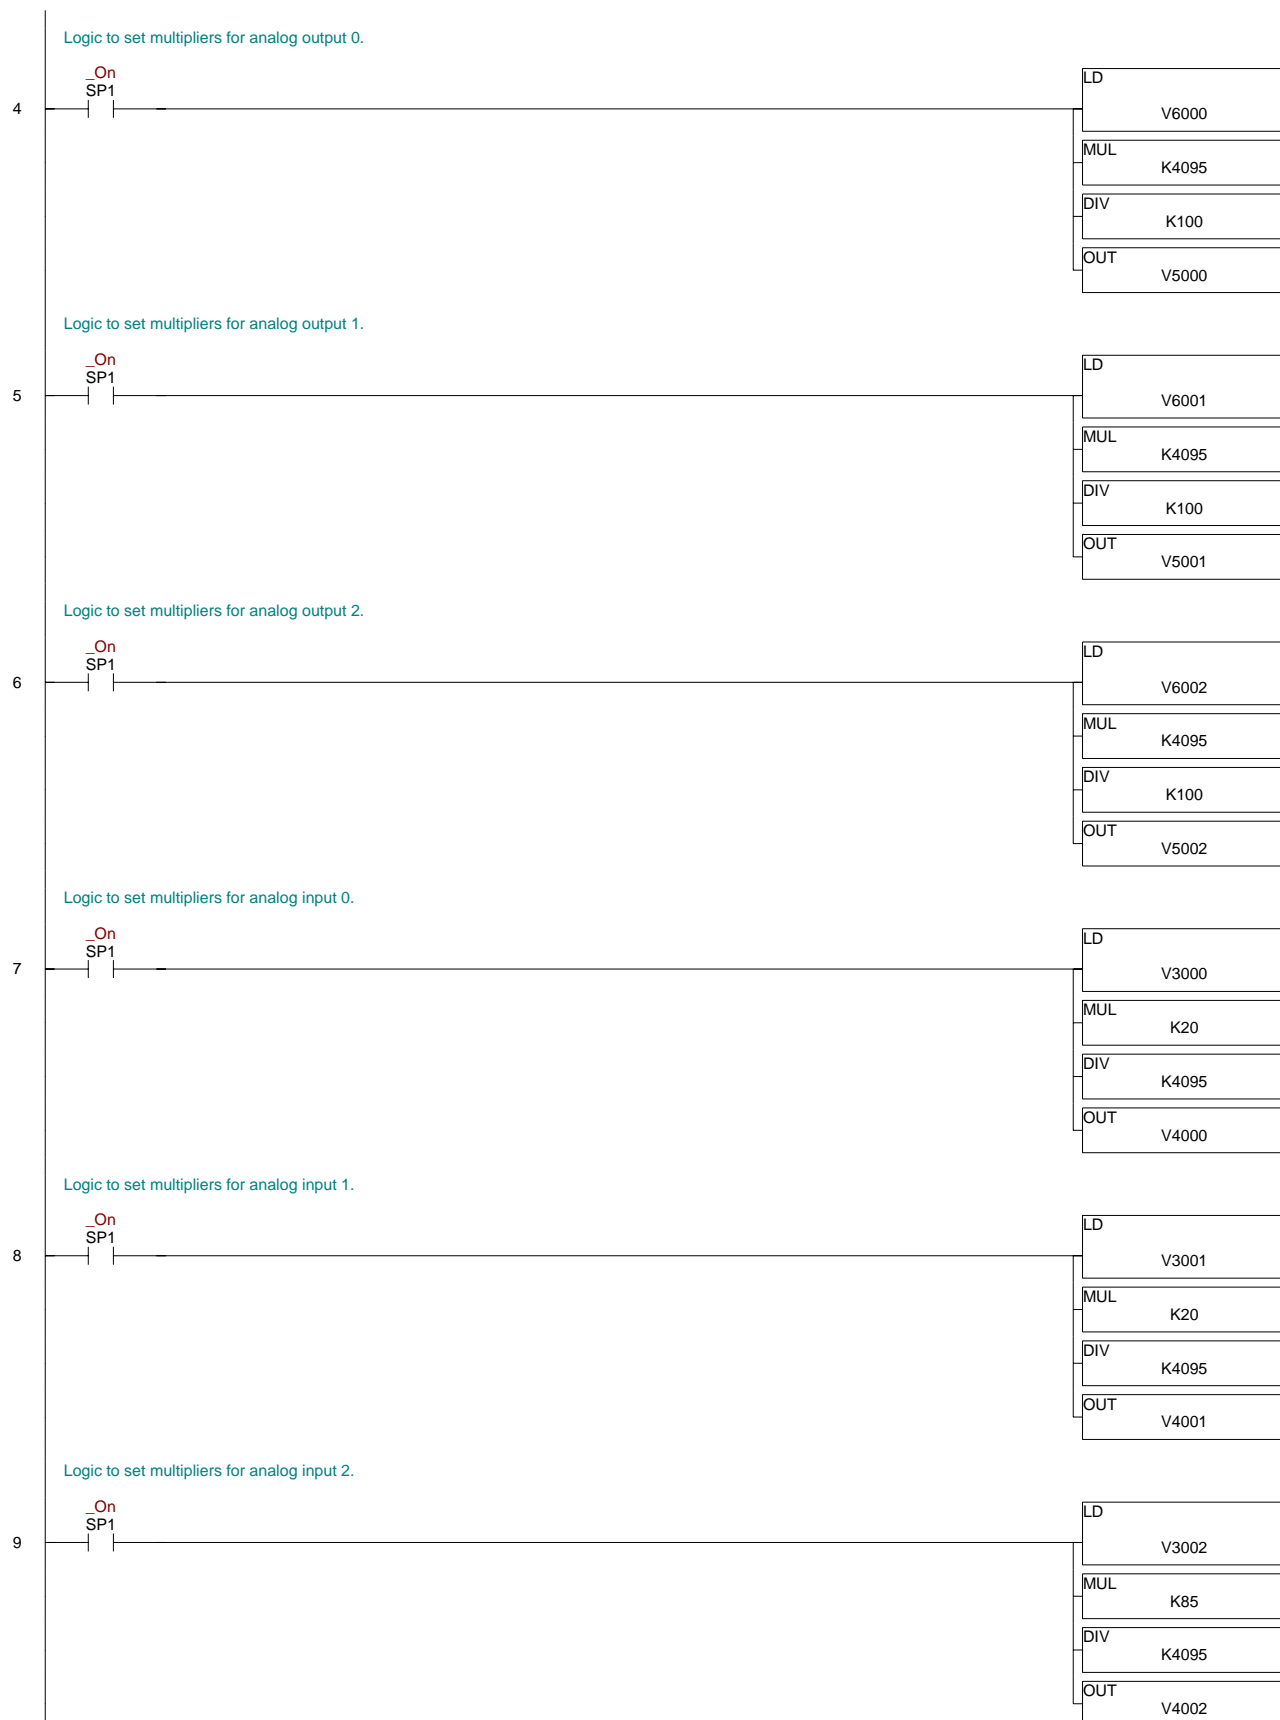 Logic to set multipliers for analog output 0.
_On
SP1
4
LD
V6000
MUL
K4095
DIV
K100
OUT
V5000
Logic to set multipliers for analog output 1.
_On
SP1
5
LD
V6001
MUL
K4095
DIV
K100
OUT
V5001
Logic to set multipliers for analog output 2.
_On
SP1
6
LD
V6002
MUL
K4095
DIV
K100
OUT
V5002
Logic to set multipliers for analog input 0.
_On
SP1
7
LD
V3000
MUL
K20
DIV
K4095
OUT
V4000
Logic to set multipliers for analog input 1.
_On
SP1
8
LD
V3001
MUL
K20
DIV
K4095
OUT
V4001
Logic to set multipliers for analog input 2.
_On
SP1
9
LD
V3002
MUL
K85
DIV
K4095
OUT
V4002